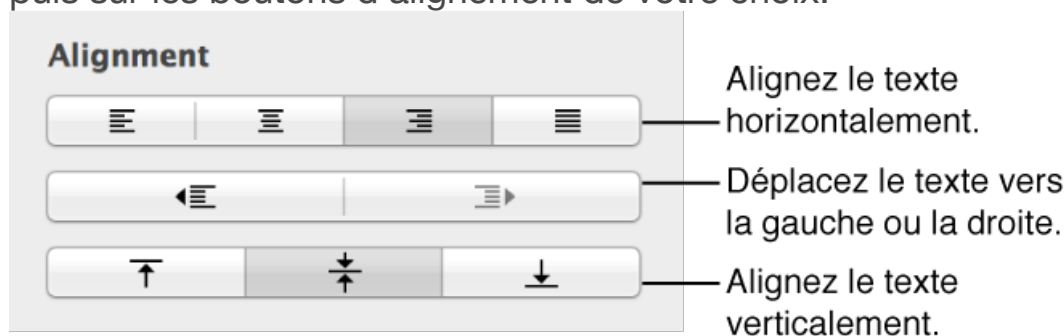 puis sur les boutons d'alignement de votre choix.
Alignment
Alignez le texte
horizontalement.
Déplacez le texte vers
la gauche ou la droite.
Alignez le texte
verticalement.